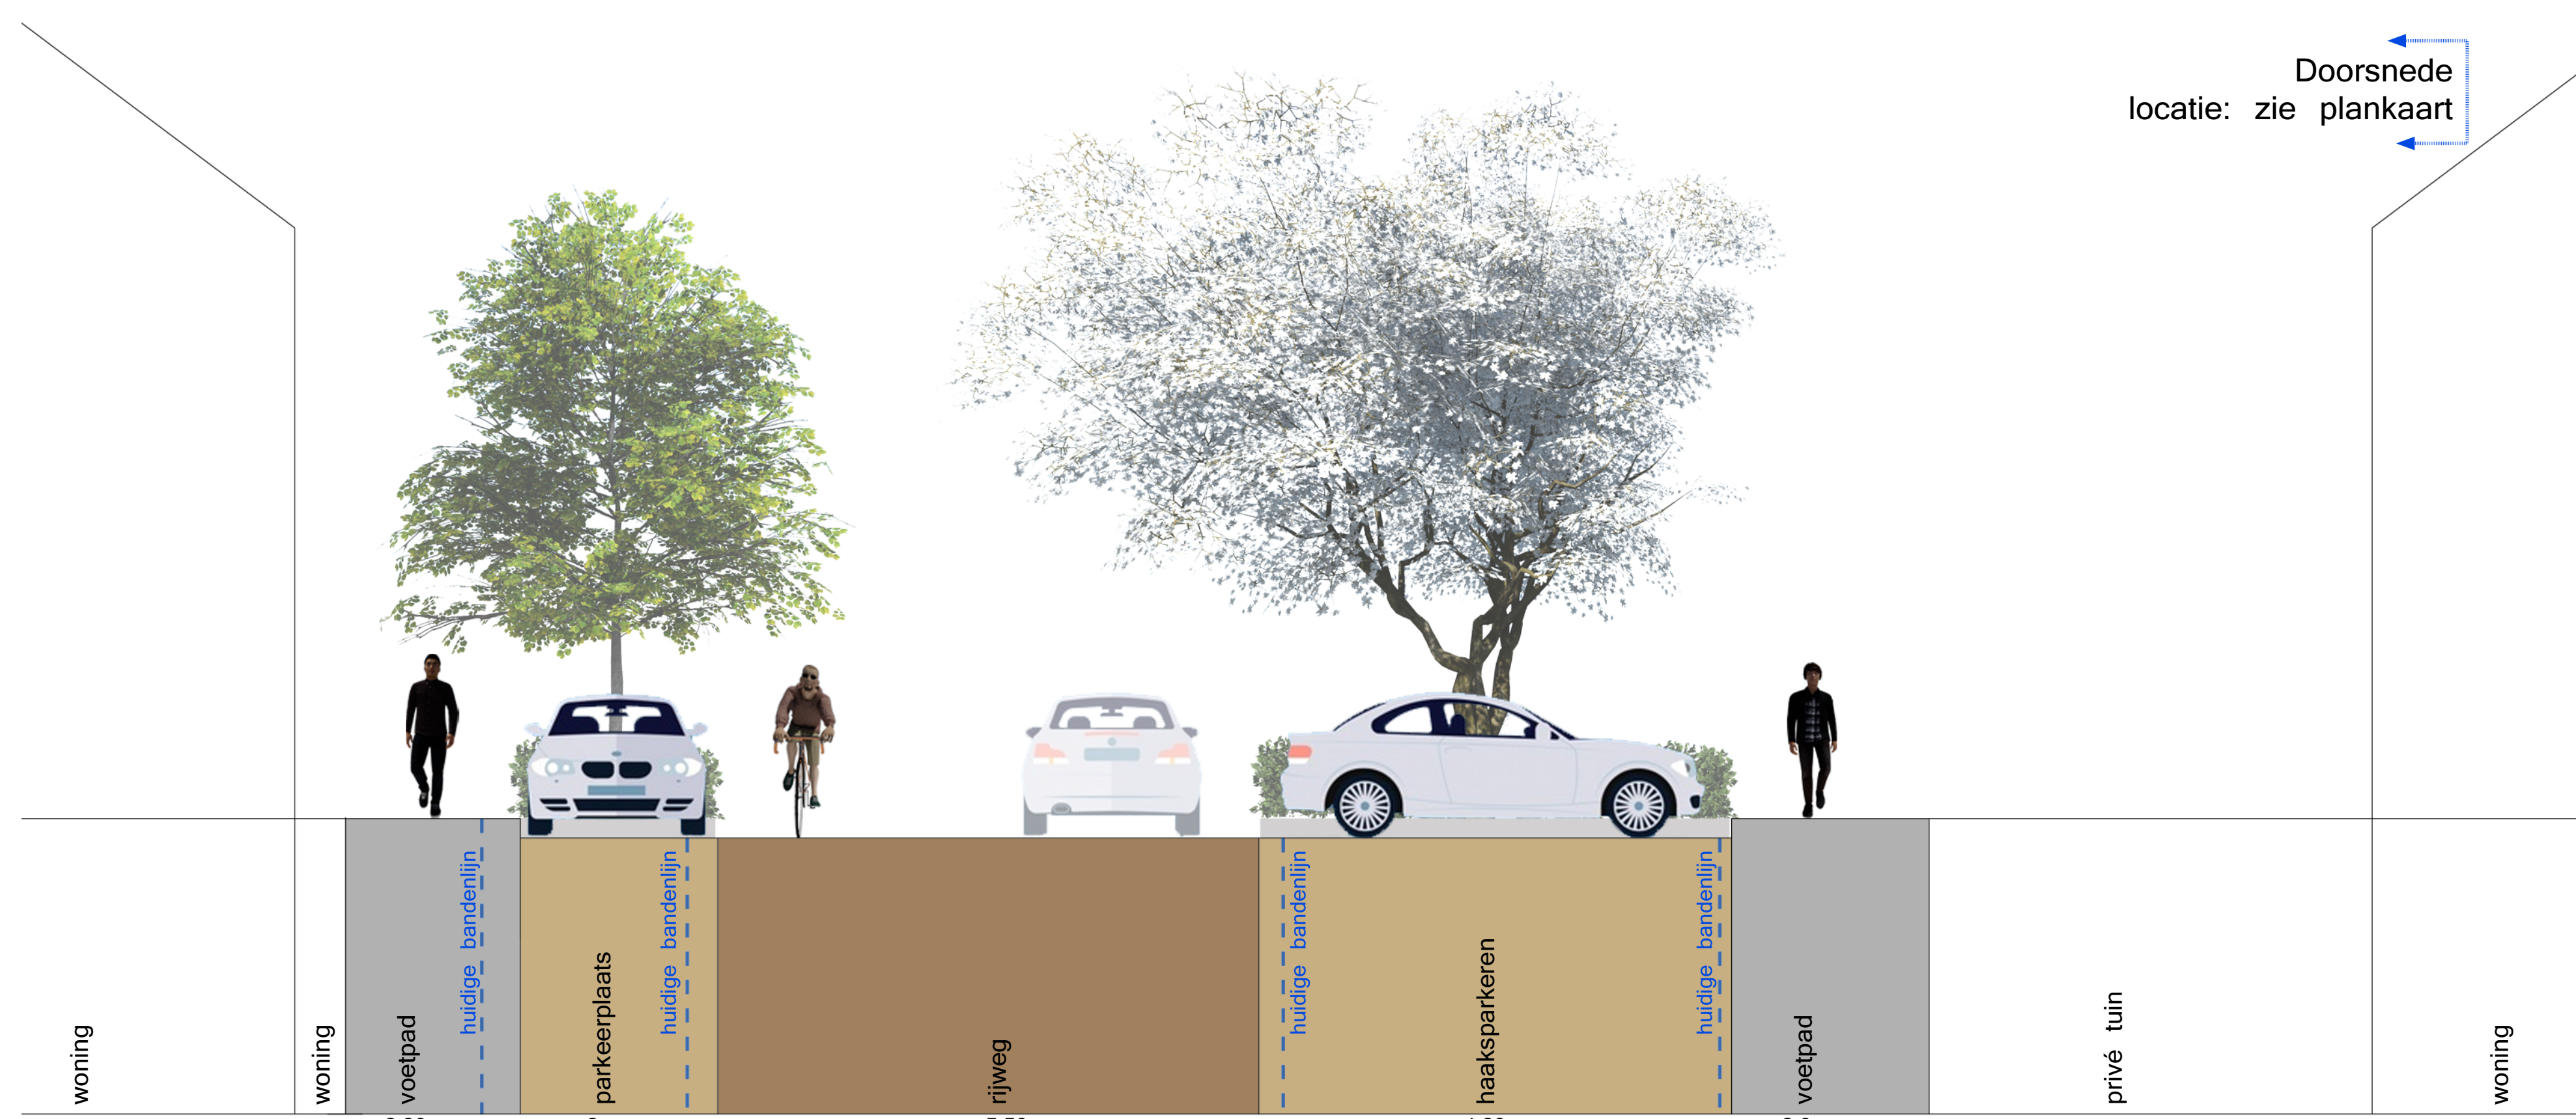 Doorsnede
locatie: zie plankaart
woning
woning
voetpad
huidige bandenlijn
parkeerplaats
huidige bandenlijn
rijweg
huidige bandenlijn
haaksparkeren
huidige bandenlijn
voetpad
privé tuin
woning